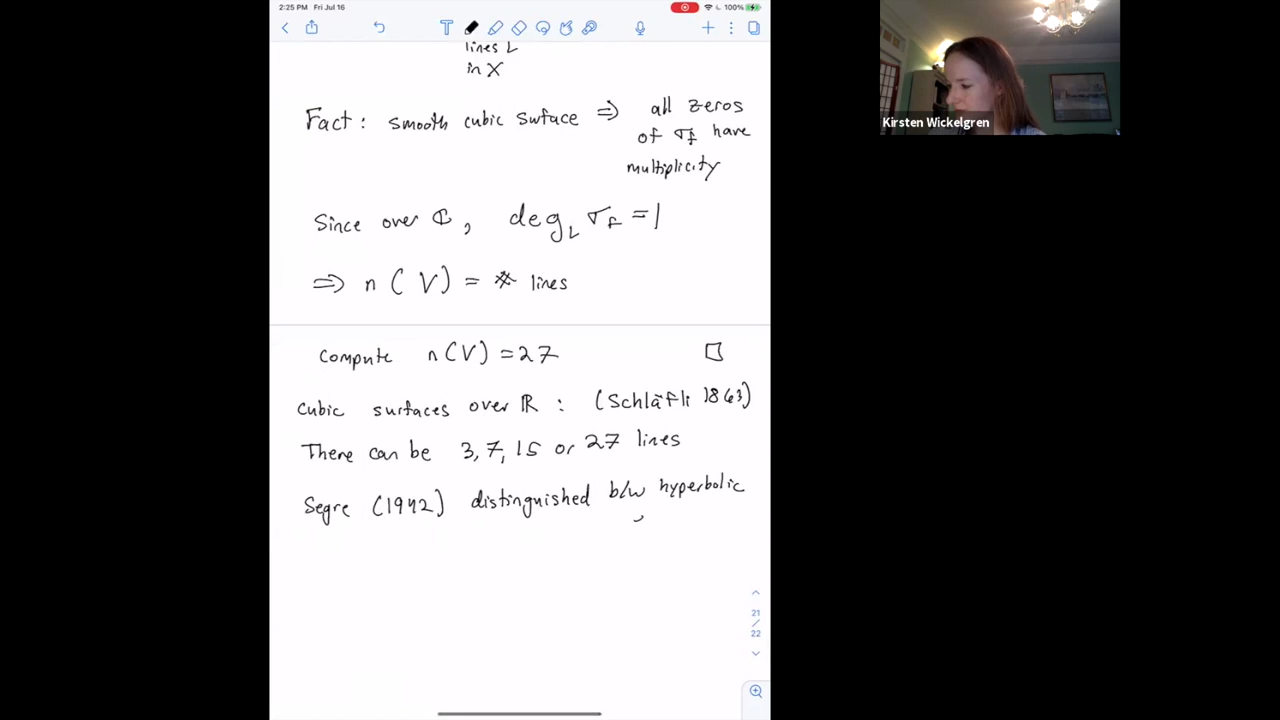 2:25 PM Fri Jul 16
100%
T
lines L
in X
Fact : smooth cubic surface ⇒ all zeros
of σf have
multiplicity
Since over ℂ, deg_L σf = 1
⇒ n(V) = # lines
compute n(V) = 27 □
cubic surfaces over ℝ : (Schläfli 1863)
There can be 3, 7, 15 or 27 lines
Segre (1942) distinguished b/w hyperbolic
21
/
22
Kirsten Wickelgren